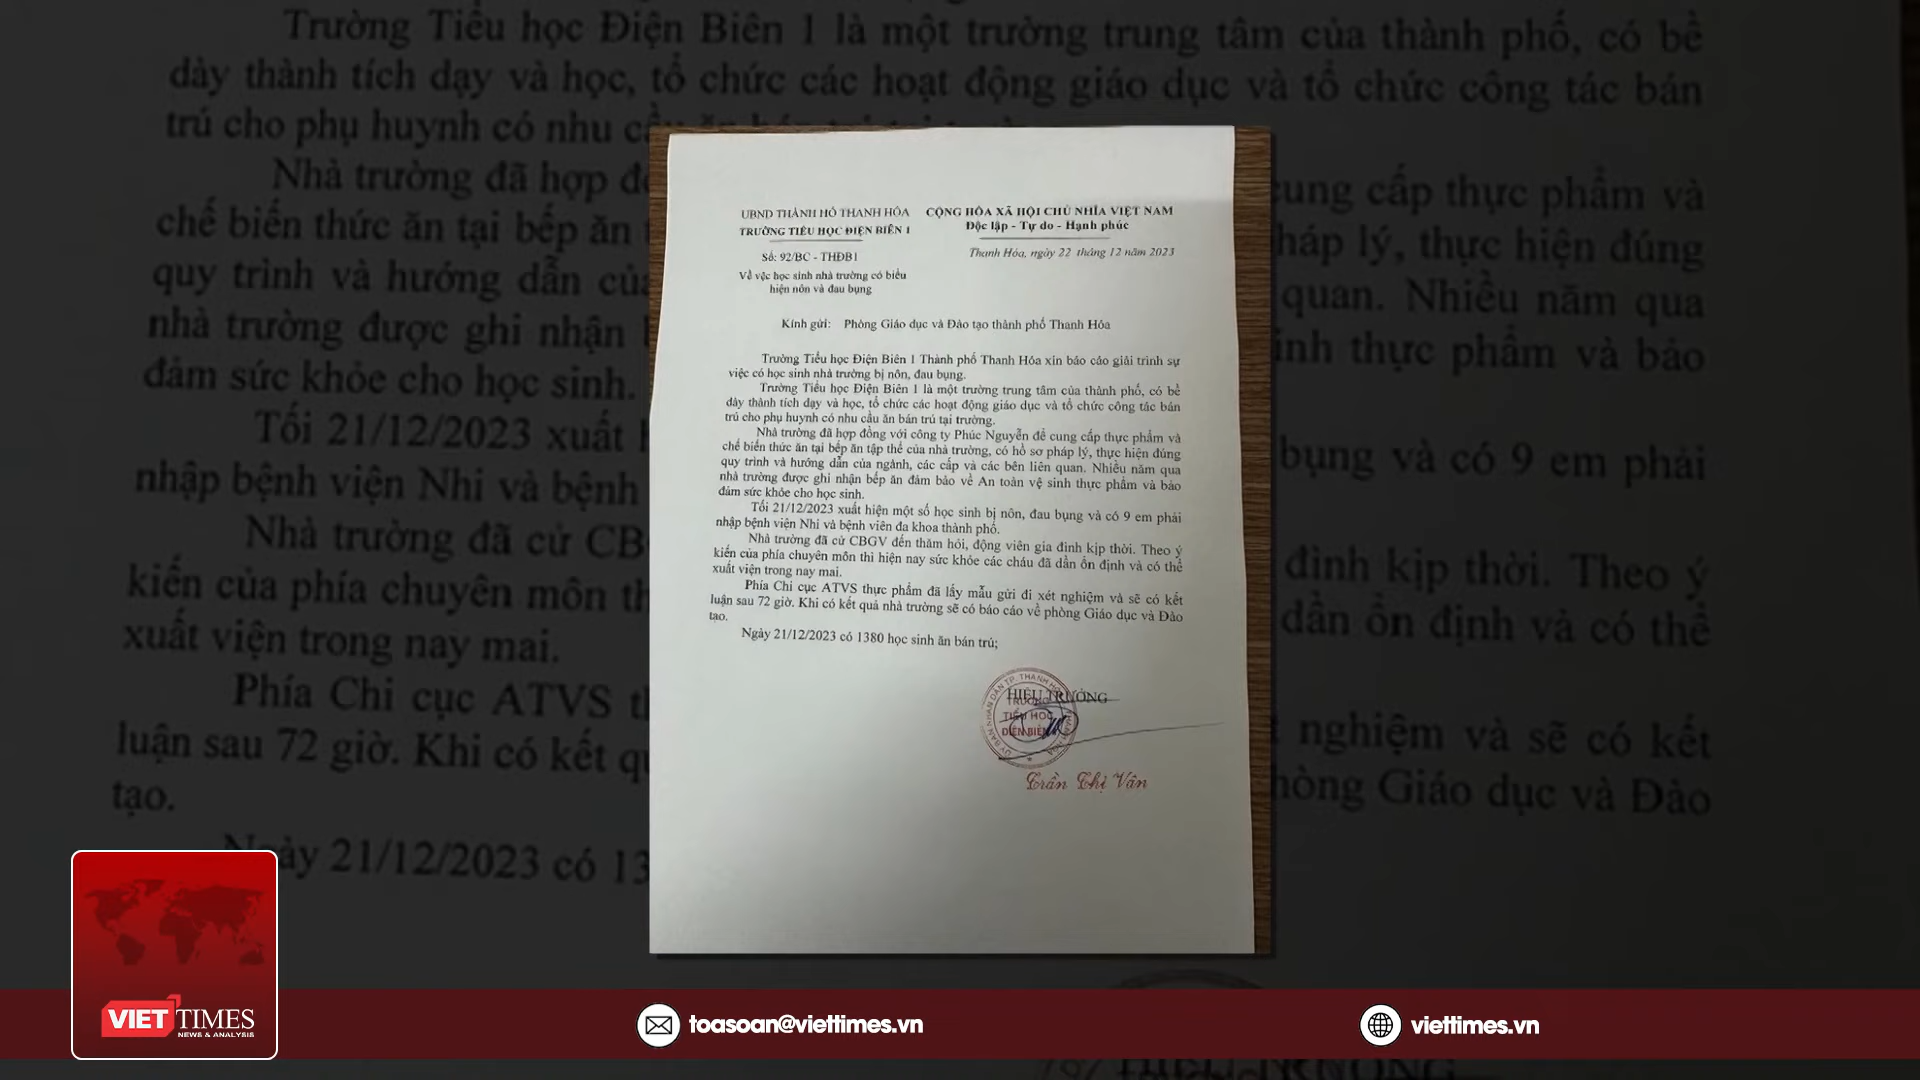 UBND THÀNH HỐ THANH HÓA
TRƯỜNG TIỂU HỌC ĐIỆN BIÊN 1
Số: 92/BC - THĐB1
Về vệc học sinh nhà trường có biểu
hiện nôn và đau bụng
CỘNG HÒA XÃ HỘI CHỦ NHĨA VIỆT NAM
Độc lập - Tự do - Hạnh phúc
Thanh Hóa, ngày 22 tháng 12 năm 2023
Kính gửi: Phòng Giáo dục và Đào tạo thành phố Thanh Hóa
Trường Tiểu học Điện Biên 1 Thành phố Thanh Hóa xin báo cáo giải trình sự
việc có học sinh nhà trường bị nôn, đau bụng.
Trường Tiểu học Điện Biên 1 là một trường trung tâm của thành phố, có bề
dày thành tích dạy và học, tổ chức các hoạt động giáo dục và tổ chức công tác bán
trú cho phụ huynh có nhu cầu ăn bán trú tại trường.
Nhà trường đã hợp đồng với công ty Phúc Nguyễn để cung cấp thực phẩm và
chế biến thức ăn tại bếp ăn tập thể của nhà trường, có hồ sơ pháp lý, thực hiện đúng
quy trình và hướng dẫn của ngành, các cấp và các bên liên quan. Nhiều năm qua
nhà trường được ghi nhận bếp ăn đảm bảo về An toàn vệ sinh thực phẩm và bảo
đảm sức khỏe cho học sinh.
Tối 21/12/2023 xuất hiện một số học sinh bị nôn, đau bụng và có 9 em phải
nhập bệnh viện Nhi và bệnh viên đa khoa thành phố.
Nhà trường đã cử CBGV đến thăm hỏi, động viên gia đình kịp thời. Theo ý
kiến của phía chuyên môn thì hiện nay sức khỏe các cháu đã dần ổn định và có thể
xuất viện trong nay mai.
Phía Chi cục ATVS thực phẩm đã lấy mẫu gửi đi xét nghiệm và sẽ có kết
luận sau 72 giờ. Khi có kết quả nhà trường sẽ có báo cáo về phòng Giáo dục và Đào
tạo.
Ngày 21/12/2023 có 1380 học sinh ăn bán trú;
HIỆU TRƯỞNG
TRƯỜNG
TIỂU HỌC
ĐIỆN BIÊN
Trần Thị Vân
VIETTIMES
NEWS & ANALYSIS
toasoan@viettimes.vn
viettimes.vn